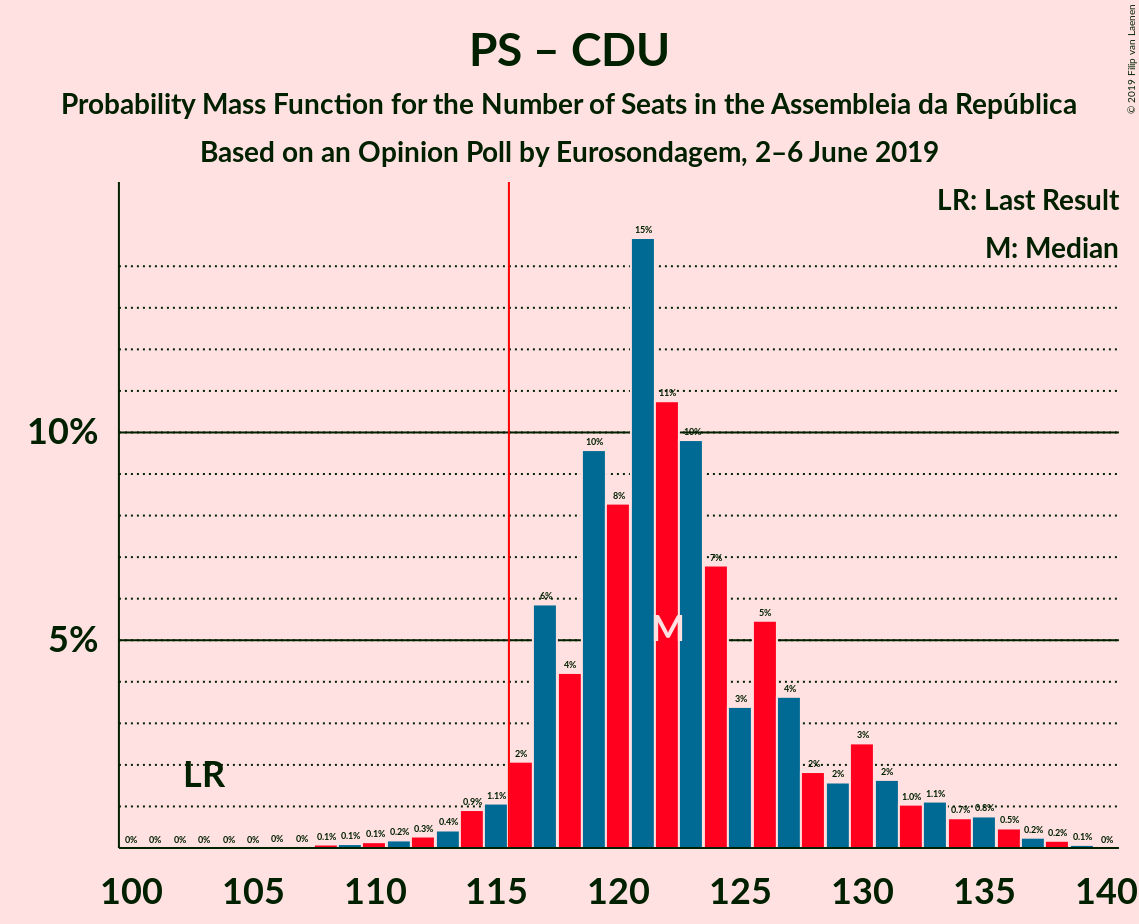 PS – CDU
Probability Mass Function for the Number of Seats in the Assembleia da República
Based on an Opinion Poll by Eurosondagem, 2–6 June 2019
© 2019 Filip van Laenen
LR: Last Result
M: Median
15%
11%
10%
10%
10%
8%
7%
6%
5%
M
5%
4%
4%
3%
3%
2%
LR
2%
2%
2%
1.1%
1.0%
1.1%
0.9%
0.7%
0.8%
0.4%
0.5%
0% 0% 0% 0% 0% 0% 0% 0% 0.1% 0.1% 0.1% 0.2% 0.3%
0.2% 0.2% 0.1% 0%
100 105 110 115 120 125 130 135 140